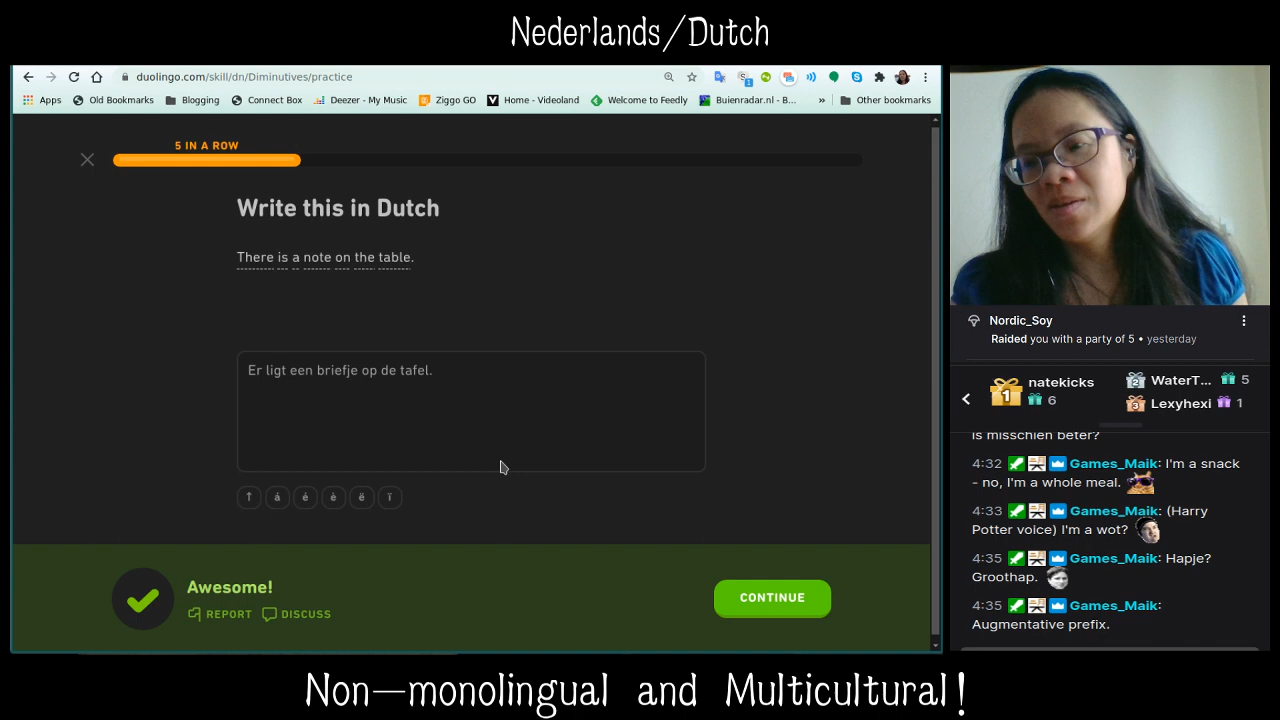 Nederlands/Dutch
duolingo.com/skill/dn/Diminutives/practice
Apps Old Bookmarks Blogging Connect Box Deezer - My Music Ziggo GO Home - Videoland Welcome to Feedly Buienradar.nl - B... » Other bookmarks
5 IN A ROW
Write this in Dutch
There is a note on the table.
Er ligt een briefje op de tafel.
↑ á é è ë ï
Awesome!
REPORT DISCUSS
CONTINUE
Nordic_Soy
Raided you with a party of 5 • yesterday
natekicks
6
WaterT... 5
Lexyhexi 1
is misschien beter?
4:32 Games_Maik: I'm a snack
- no, I'm a whole meal.
4:33 Games_Maik: (Harry
Potter voice) I'm a wot?
4:35 Games_Maik: Hapje?
Groothap.
4:35 Games_Maik:
Augmentative prefix.
Non-monolingual and Multicultural!